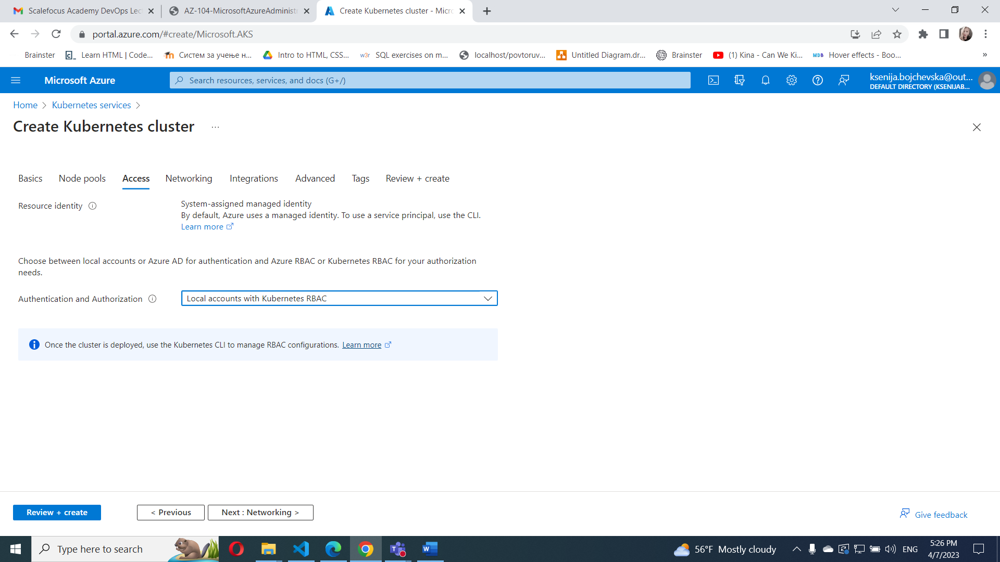 Scalefocus Academy DevOps Lec
AZ-104-MicrosoftAzureAdministr
Create Kubernetes cluster - Micro
portal.azure.com/#create/Microsoft.AKS
Brainster
Learn HTML | Code...
Систем за учење н...
Intro to HTML, CSS...
w3r SQL exercises on m...
localhost/povtoruv...
Untitled Diagram.dr...
Brainster
(1) Kina - Can We Ki...
MDB Hover effects - Boo...
»
Microsoft Azure
Search resources, services, and docs (G+/)
ksenija.bojchevska@out...
DEFAULT DIRECTORY (KSENIJAB...
Home > Kubernetes services >
Create Kubernetes cluster ...
Basics Node pools Access Networking Integrations Advanced Tags Review + create
Resource identity
System-assigned managed identity
By default, Azure uses a managed identity. To use a service principal, use the CLI.
Learn more
Choose between local accounts or Azure AD for authentication and Azure RBAC or Kubernetes RBAC for your authorization
needs.
Authentication and Authorization
Local accounts with Kubernetes RBAC
Once the cluster is deployed, use the Kubernetes CLI to manage RBAC configurations. Learn more
Review + create
< Previous
Next : Networking >
Give feedback
Type here to search
56°F Mostly cloudy
ENG
5:26 PM
4/7/2023